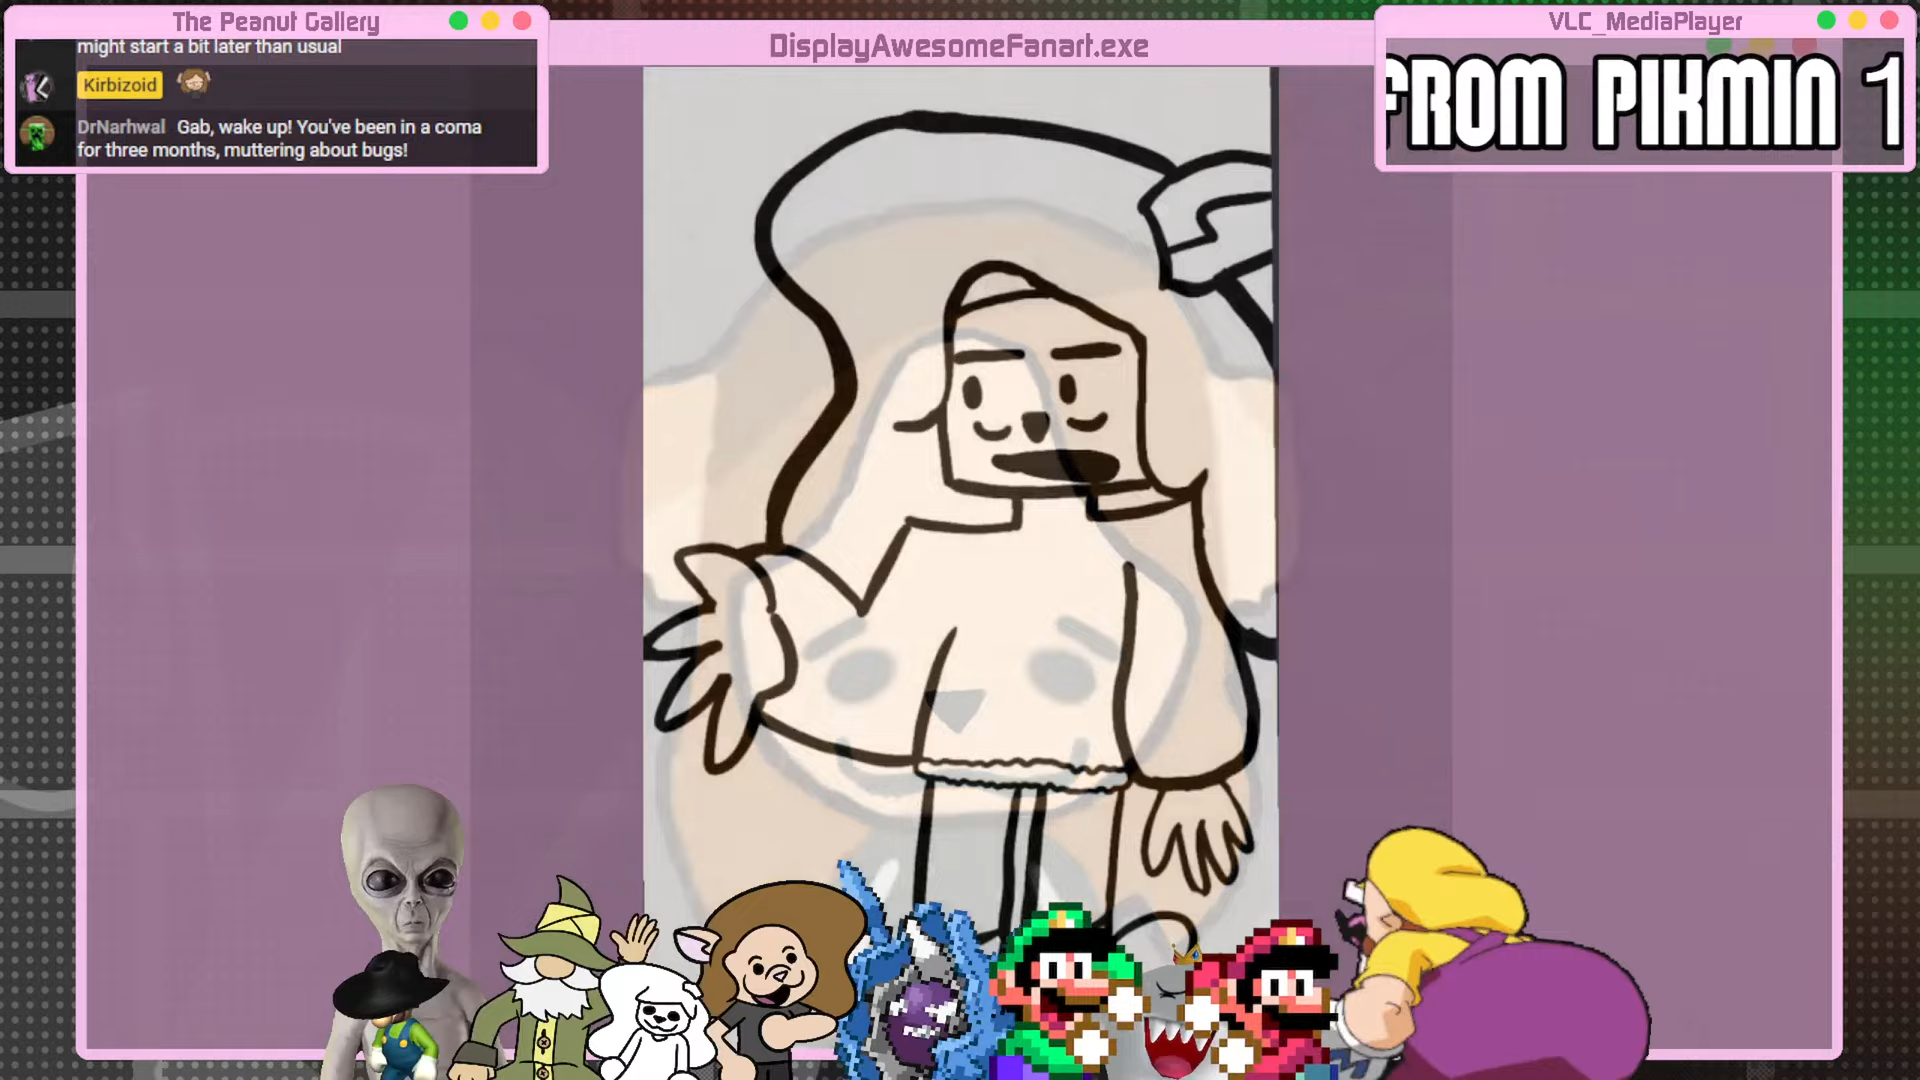 The Peanut Gallery
might start a bit later than usual
Kirbizoid
DrNarhwal Gab, wake up! You've been in a coma
for three months, muttering about bugs!
DisplayAwesomeFanart.exe
VLC_MediaPlayer
FROM PIKMIN 1